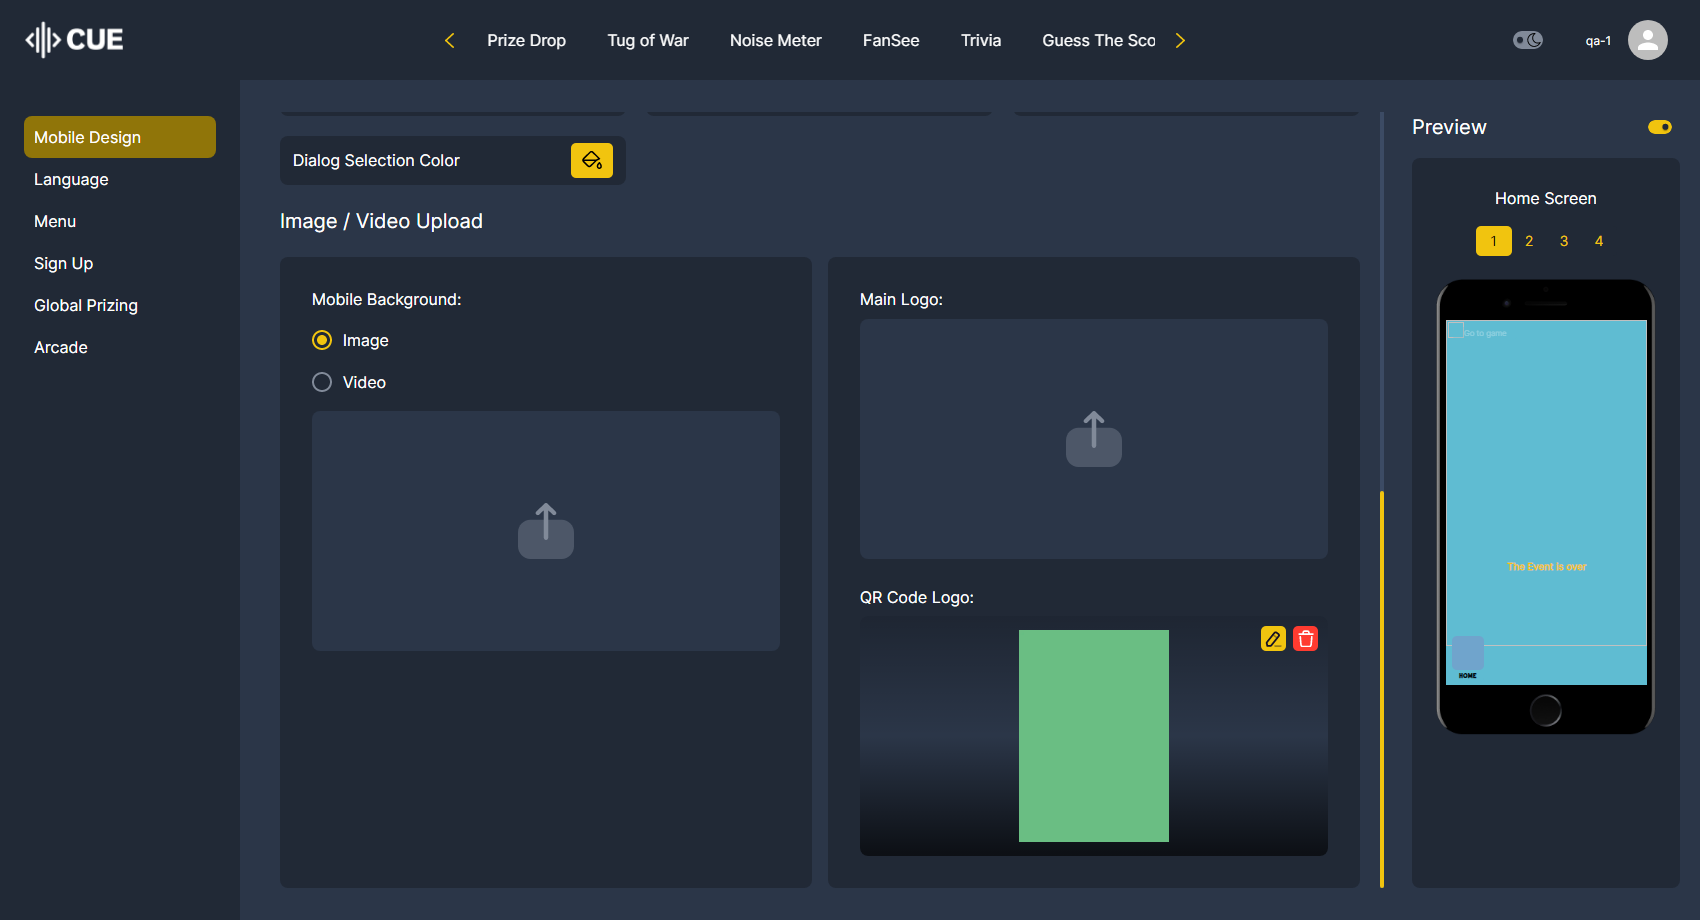 CUE
Prize Drop
Tug of War
Noise Meter
FanSee
Trivia
Guess The Sco
qa-1
Mobile Design
Language
Menu
Sign Up
Global Prizing
Arcade
Dialog Selection Color
Image / Video Upload
Mobile Background:
Image
Video
Main Logo:
QR Code Logo:
Preview
Home Screen
1 2 3 4
Go to game
The Event is over
HOME